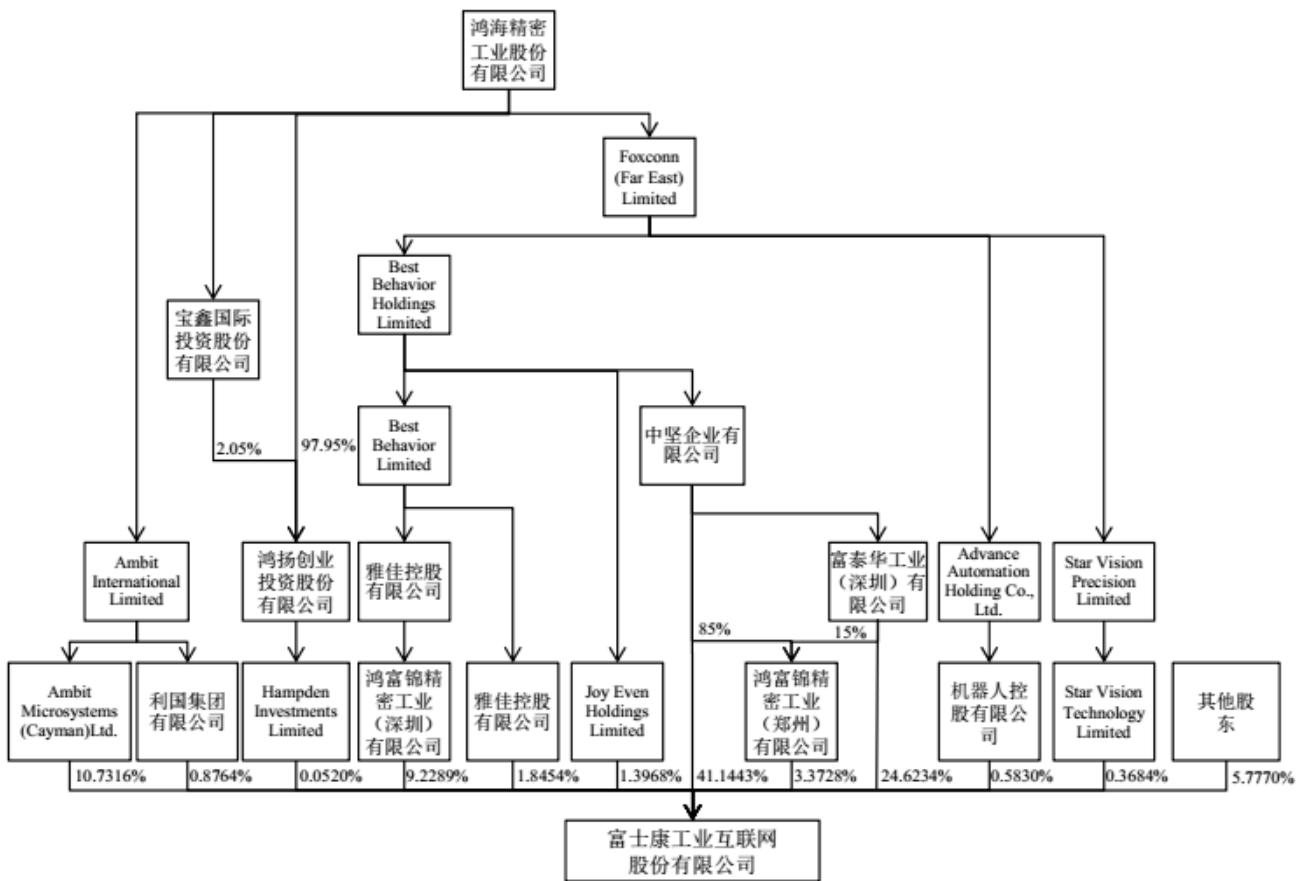 鸿海精密
工业股份
有限公司
Foxconn
(Far East)
Limited
Best
Behavior
Holdings
Limited
宝鑫国际
投资股份
有限公司
Best
Behavior
Limited
中坚企业有
限公司
2.05%
97.95%
Ambit
International
Limited
鸿扬创业
投资股份
有限公司
雅佳控股
有限公司
富泰华工业
（深圳）有
限公司
Advance
Automation
Holding Co.,
Ltd.
Star Vision
Precision
Limited
85%
15%
Ambit
Microsystems
(Cayman)Ltd.
利国集团
有限公司
Hampden
Investments
Limited
鸿富锦精
密工业
（深圳）
有限公司
雅佳控股
有限公司
Joy Even
Holdings
Limited
鸿富锦精
密工业
（郑州）
有限公司
机器人控
股有限公
司
Star Vision
Technology
Limited
其他股
东
10.7316%
0.8764%
0.0520%
9.2289%
1.8454%
1.3968%
41.1443%
3.3728%
24.6234%
0.5830%
0.3684%
5.7770%
富士康工业互联网
股份有限公司